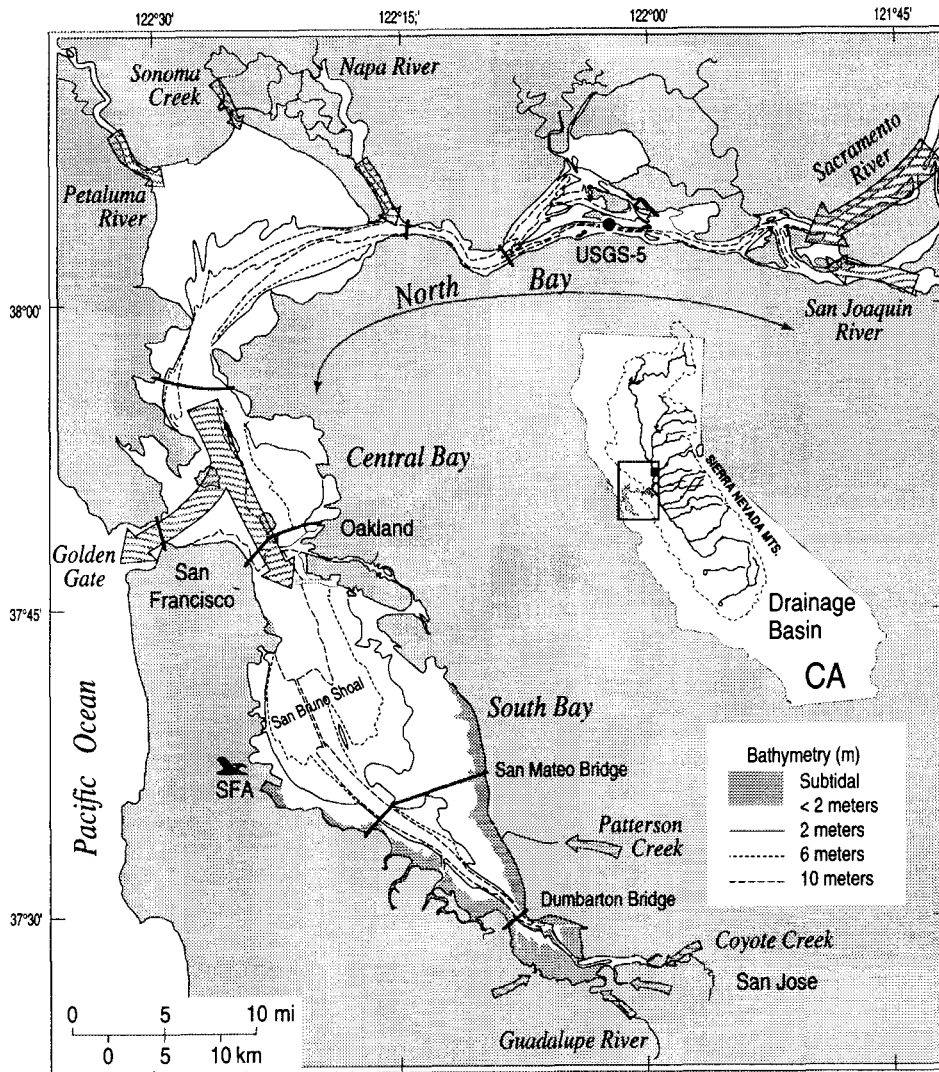 122°30'
122°15;'
122°00'
121°45'
Sonoma
Creek
Napa River
Petaluma
River
Sacramento
River
USGS-5
North Bay
38°00'
San Joaquin
River
Central Bay
SIERRA NEVADA MTS.
Oakland
Golden
Gate
San
Francisco
37°45'
Drainage
Basin
CA
San Bruno Shoal
South Bay
Pacific Ocean
SFA
San Mateo Bridge
Bathymetry (m)
Subtidal
< 2 meters
2 meters
6 meters
10 meters
Patterson
Creek
Dumbarton Bridge
37°30'
Coyote Creek
San Jose
Guadalupe River
0 5 10 mi
0 5 10 km